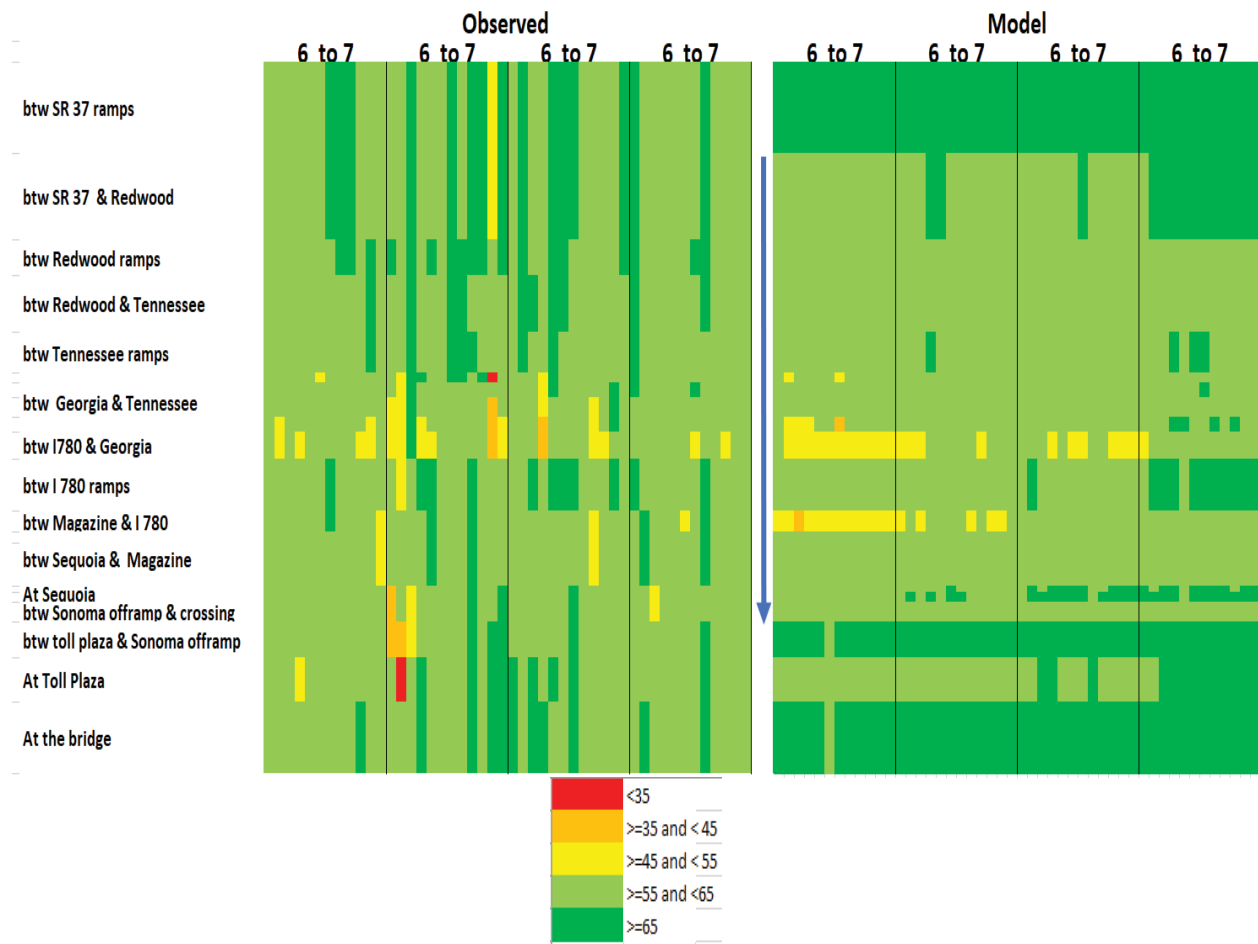 Observed
Model
6 to 7 6 to 7 6 to 7 6 to 7
6 to 7 6 to 7 6 to 7 6 to 7
btw SR 37 ramps
btw SR 37 & Redwood
btw Redwood ramps
btw Redwood & Tennessee
btw Tennessee ramps
btw Georgia & Tennessee
btw I780 & Georgia
btw I 780 ramps
btw Magazine & I 780
btw Sequoia & Magazine
At Sequoia
btw Sonoma offramp & crossing
btw toll plaza & Sonoma offramp
At Toll Plaza
At the bridge
<35
>=35 and < 45
>=45 and < 55
>=55 and <65
>=65